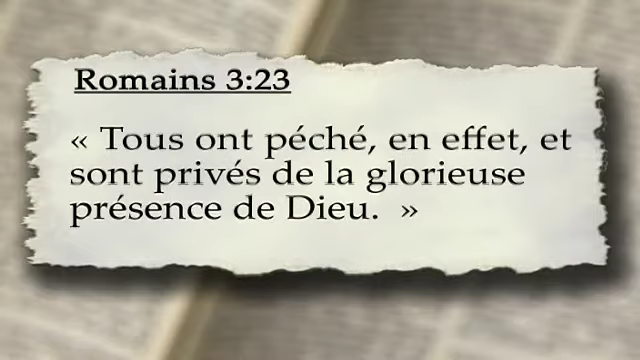 Romains 3:23
« Tous ont péché, en effet, et
sont privés de la glorieuse
présence de Dieu.  »